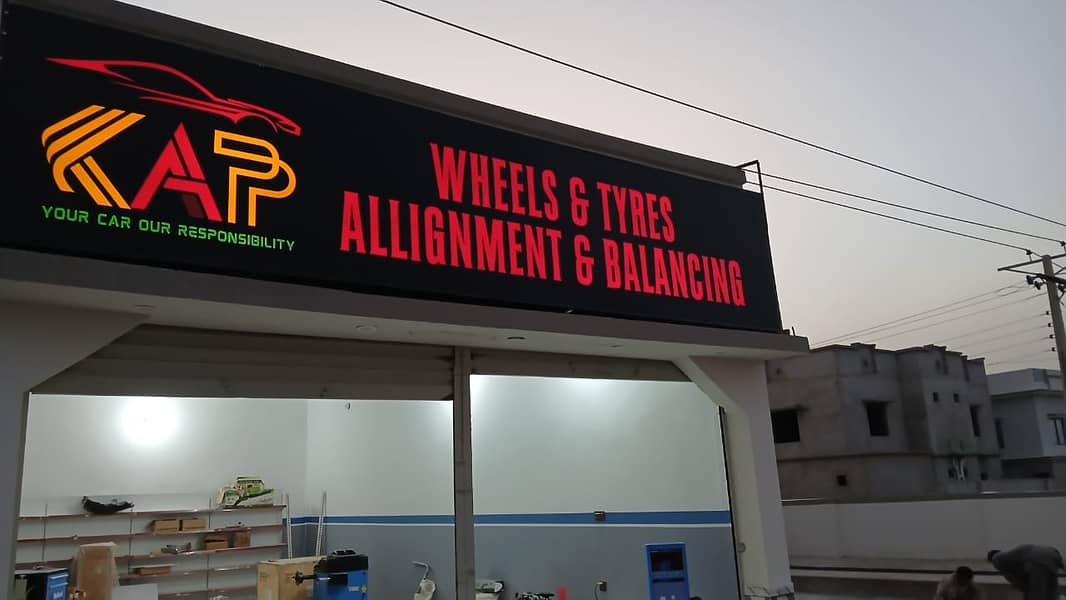 KAP
YOUR CAR OUR RESPONSIBILITY
WHEELS & TYRES
ALLIGNMENT & BALANCING